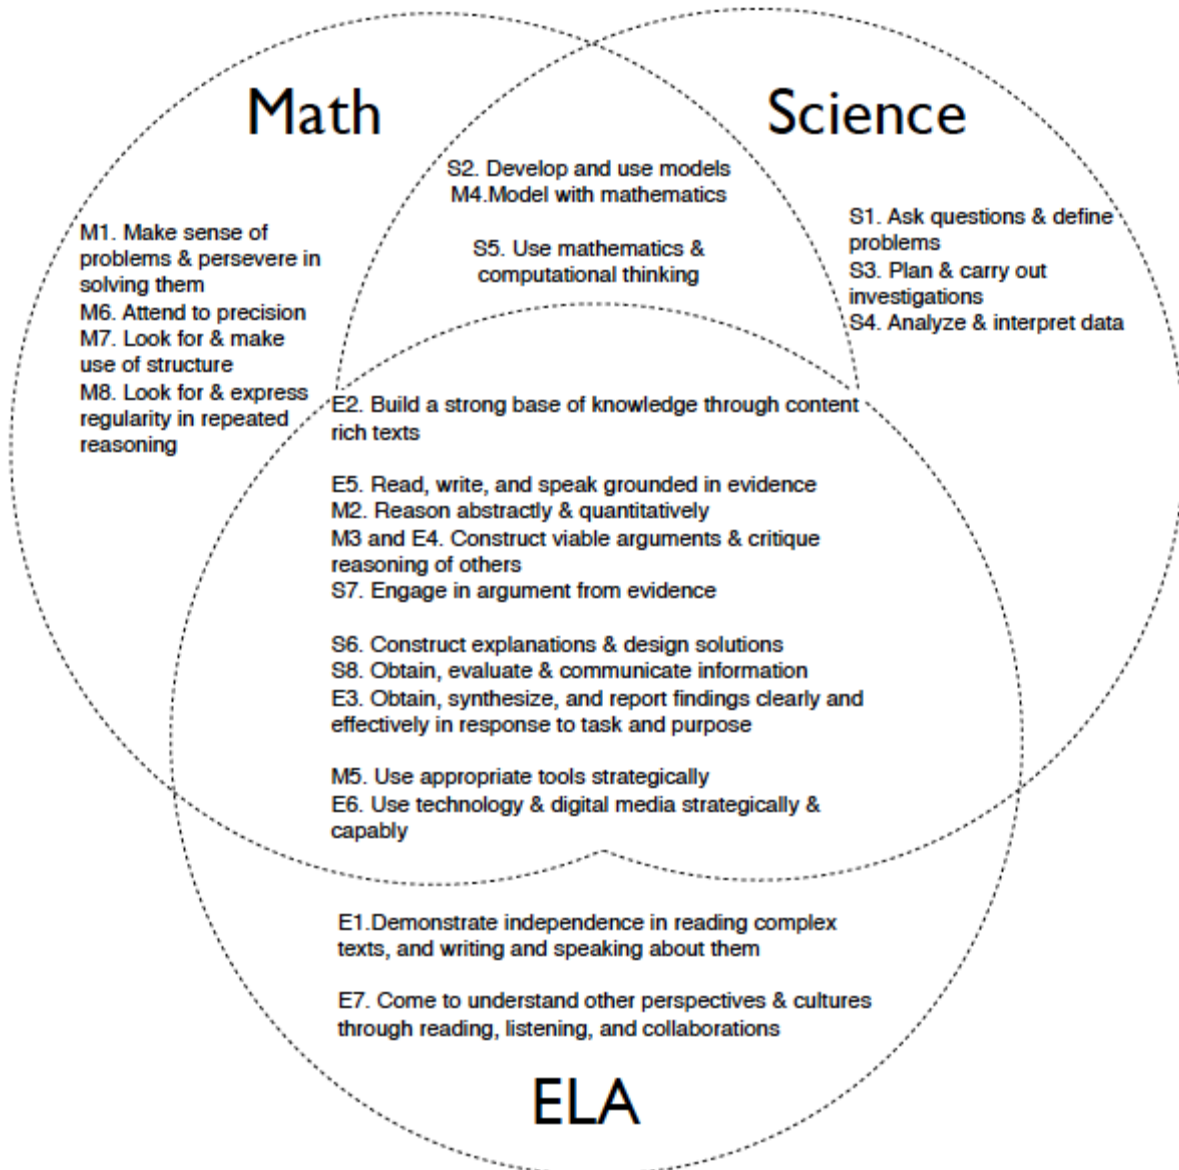 Math
Science
S2. Develop and use models
M4.Model with mathematics
S5. Use mathematics &
computational thinking
M1. Make sense of
problems & persevere in
solving them
M6. Attend to precision
M7. Look for & make
use of structure
M8. Look for & express
regularity in repeated
reasoning
S1. Ask questions & define
problems
S3. Plan & carry out
investigations
S4. Analyze & interpret data
E2. Build a strong base of knowledge through content
rich texts
E5. Read, write, and speak grounded in evidence
M2. Reason abstractly & quantitatively
M3 and E4. Construct viable arguments & critique
reasoning of others
S7. Engage in argument from evidence
S6. Construct explanations & design solutions
S8. Obtain, evaluate & communicate information
E3. Obtain, synthesize, and report findings clearly and
effectively in response to task and purpose
M5. Use appropriate tools strategically
E6. Use technology & digital media strategically &
capably
E1.Demonstrate independence in reading complex
texts, and writing and speaking about them
E7. Come to understand other perspectives & cultures
through reading, listening, and collaborations
ELA